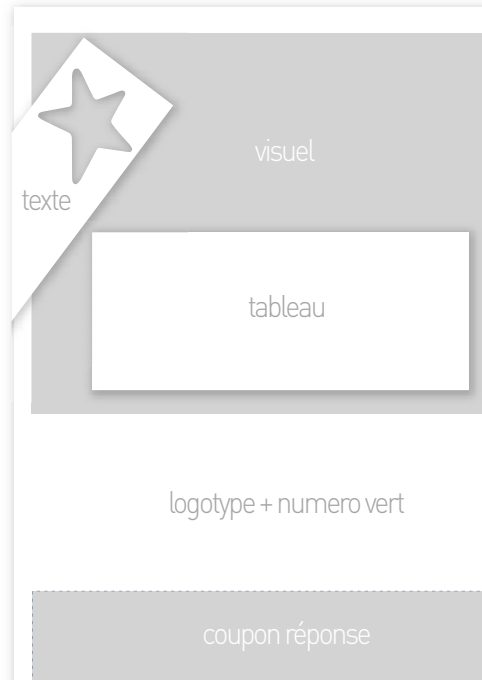 visuel
texte
tableau
logotype + numero vert
coupon réponse